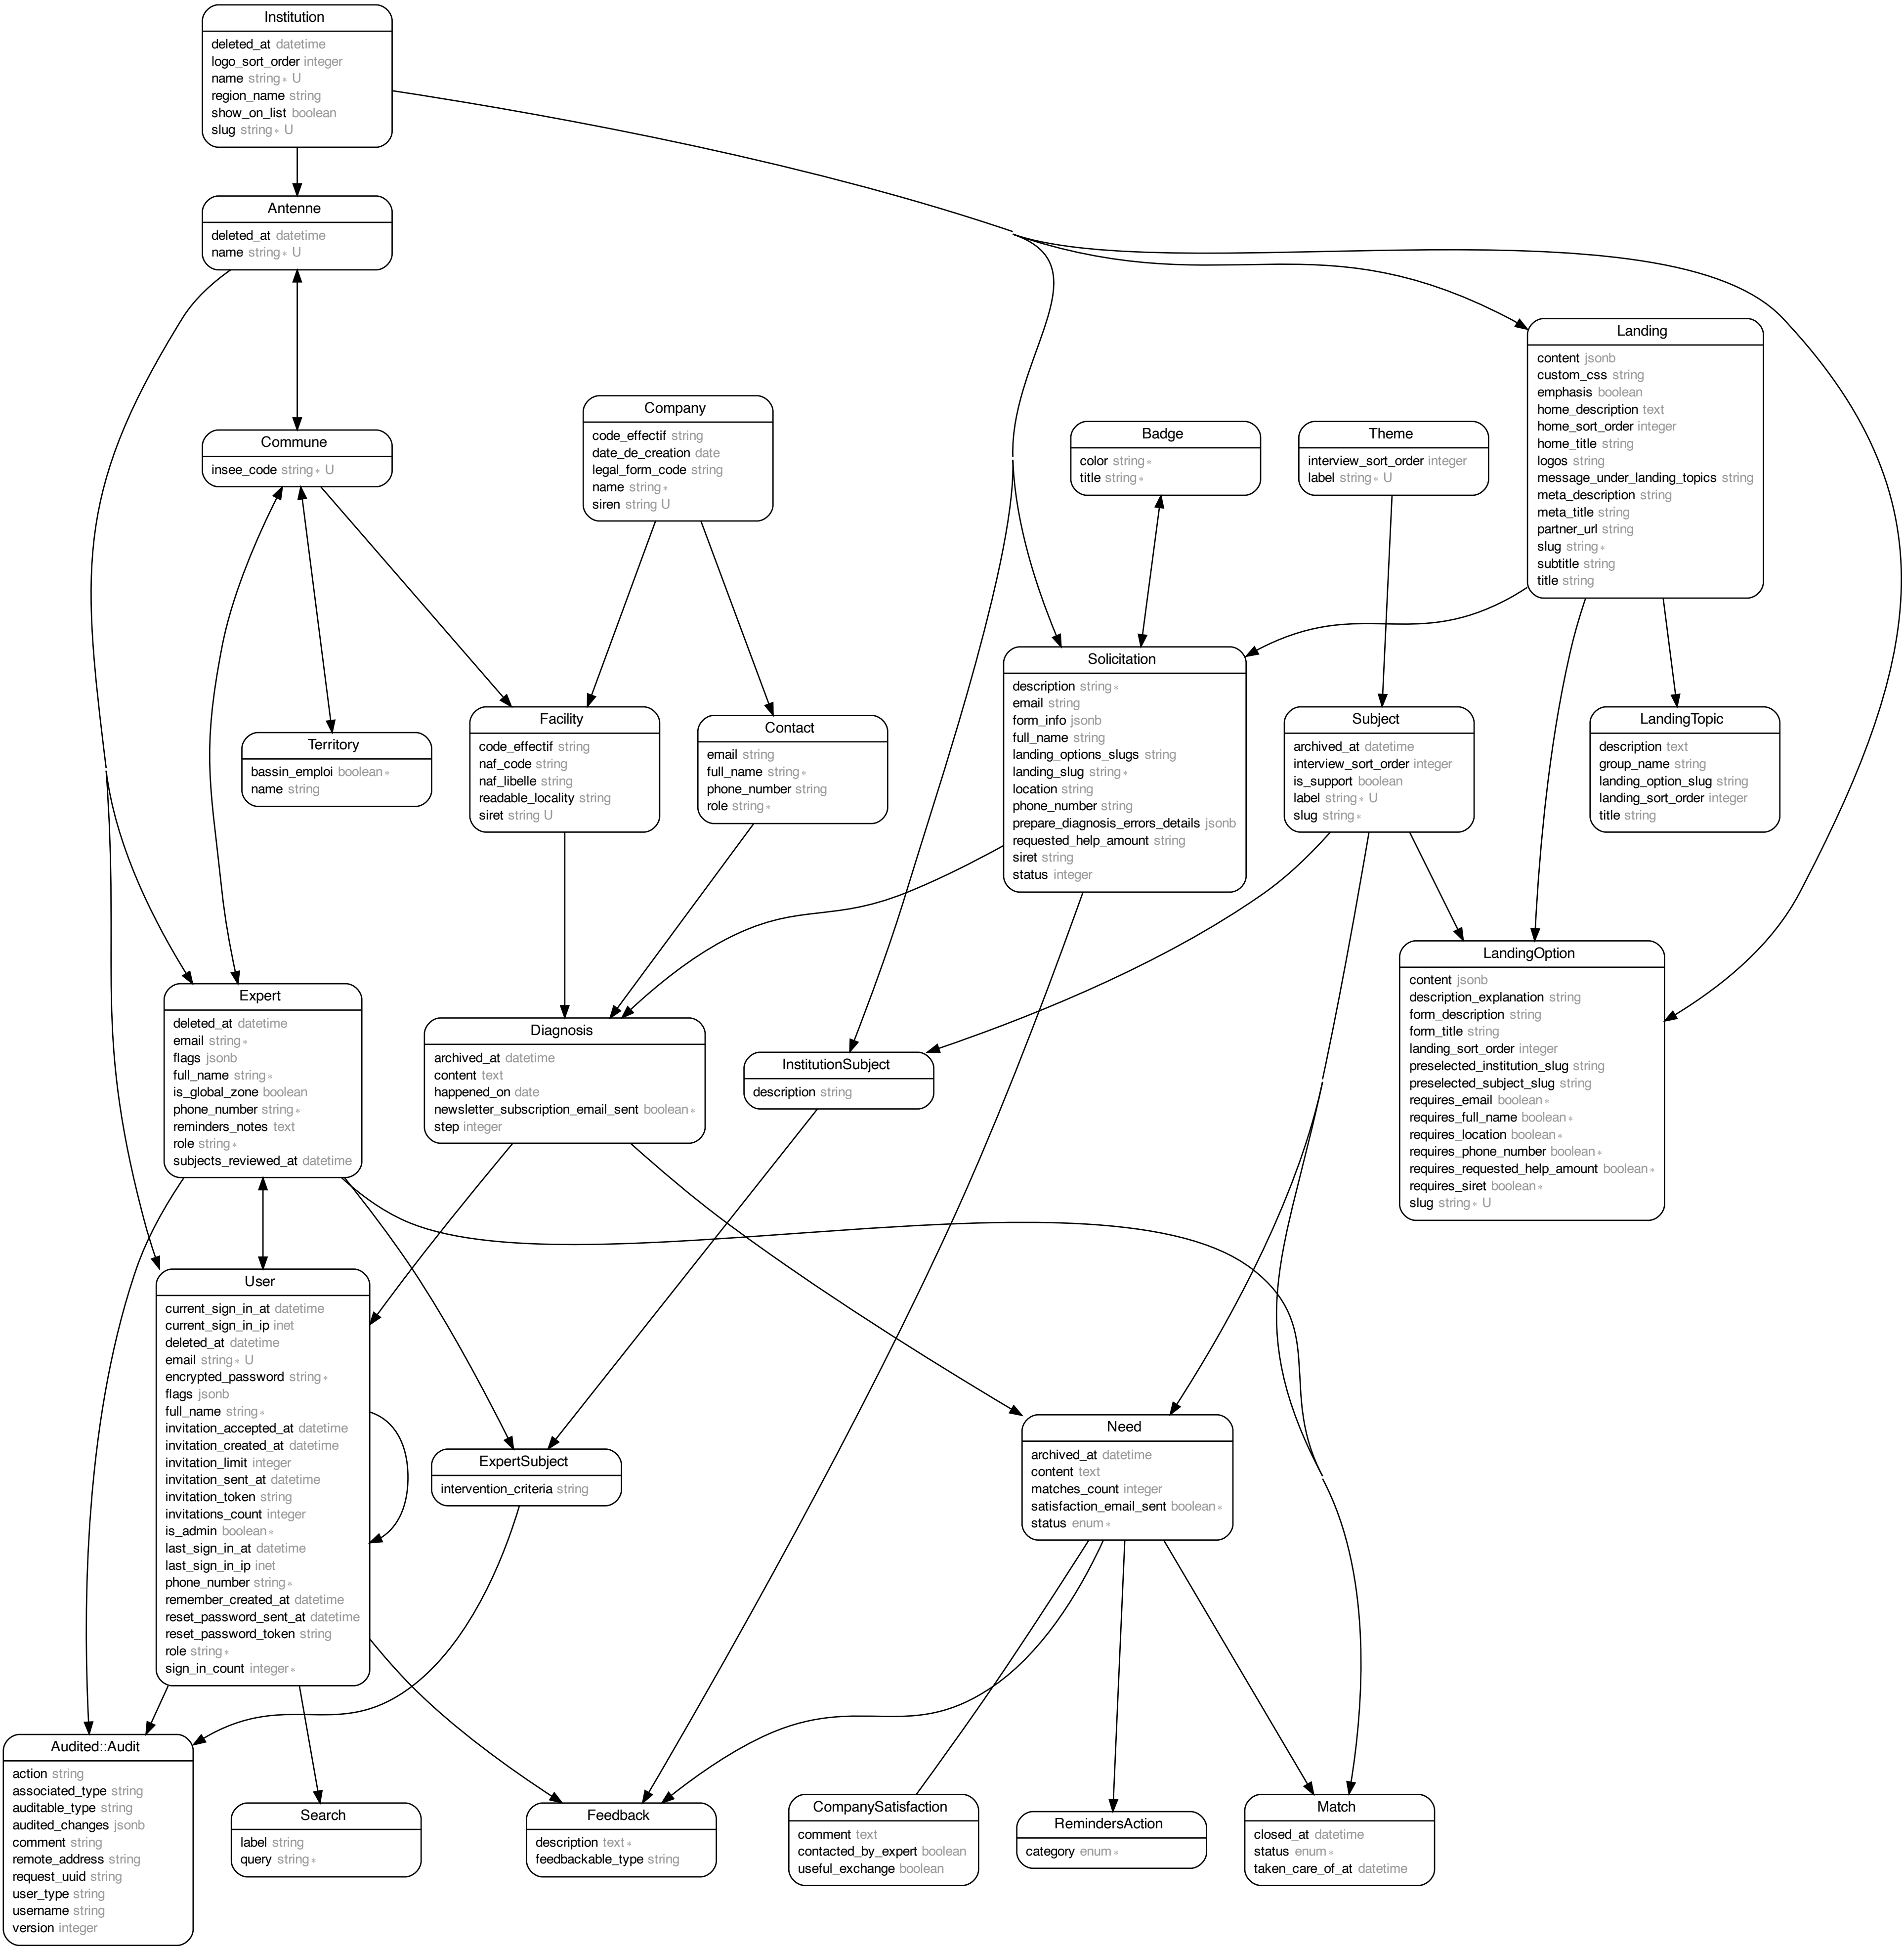 Institution
deleted_at datetime
logo_sort_order integer
name string∗ U
region_name string
show_on_list boolean
slug string∗ U
Antenne
deleted_at datetime
name string∗ U
Landing
content jsonb
custom_css string
emphasis boolean
home_description text
home_sort_order integer
home_title string
logos string
message_under_landing_topics string
meta_description string
meta_title string
partner_url string
slug string∗
subtitle string
title string
Company
code_effectif string
date_de_creation date
legal_form_code string
name string∗
siren string U
Badge
color string∗
title string∗
Theme
interview_sort_order integer
label string∗ U
Commune
insee_code string∗ U
Solicitation
description string∗
email string
form_info jsonb
full_name string
landing_options_slugs string
landing_slug string∗
location string
phone_number string
prepare_diagnosis_errors_details jsonb
requested_help_amount string
siret string
status integer
Territory
bassin_emploi boolean∗
name string
Facility
code_effectif string
naf_code string
naf_libelle string
readable_locality string
siret string U
Contact
email string
full_name string∗
phone_number string
role string∗
Subject
archived_at datetime
interview_sort_order integer
is_support boolean
label string∗ U
slug string∗
LandingTopic
description text
group_name string
landing_option_slug string
landing_sort_order integer
title string
LandingOption
content jsonb
description_explanation string
form_description string
form_title string
landing_sort_order integer
preselected_institution_slug string
preselected_subject_slug string
requires_email boolean∗
requires_full_name boolean∗
requires_location boolean∗
requires_phone_number boolean∗
requires_requested_help_amount boolean∗
requires_siret boolean∗
slug string∗ U
Expert
deleted_at datetime
email string∗
flags jsonb
full_name string∗
is_global_zone boolean
phone_number string∗
reminders_notes text
role string∗
subjects_reviewed_at datetime
Diagnosis
archived_at datetime
content text
happened_on date
newsletter_subscription_email_sent boolean∗
step integer
InstitutionSubject
description string
User
current_sign_in_at datetime
current_sign_in_ip inet
deleted_at datetime
email string∗ U
encrypted_password string∗
flags jsonb
full_name string∗
invitation_accepted_at datetime
invitation_created_at datetime
invitation_limit integer
invitation_sent_at datetime
invitation_token string
invitations_count integer
is_admin boolean∗
last_sign_in_at datetime
last_sign_in_ip inet
phone_number string∗
remember_created_at datetime
reset_password_sent_at datetime
reset_password_token string
role string∗
sign_in_count integer∗
ExpertSubject
intervention_criteria string
Need
archived_at datetime
content text
matches_count integer
satisfaction_email_sent boolean∗
status enum∗
Audited::Audit
action string
associated_type string
auditable_type string
audited_changes jsonb
comment string
remote_address string
request_uuid string
user_type string
username string
version integer
Search
label string
query string∗
Feedback
description text∗
feedbackable_type string
CompanySatisfaction
comment text
contacted_by_expert boolean
useful_exchange boolean
RemindersAction
category enum∗
Match
closed_at datetime
status enum∗
taken_care_of_at datetime